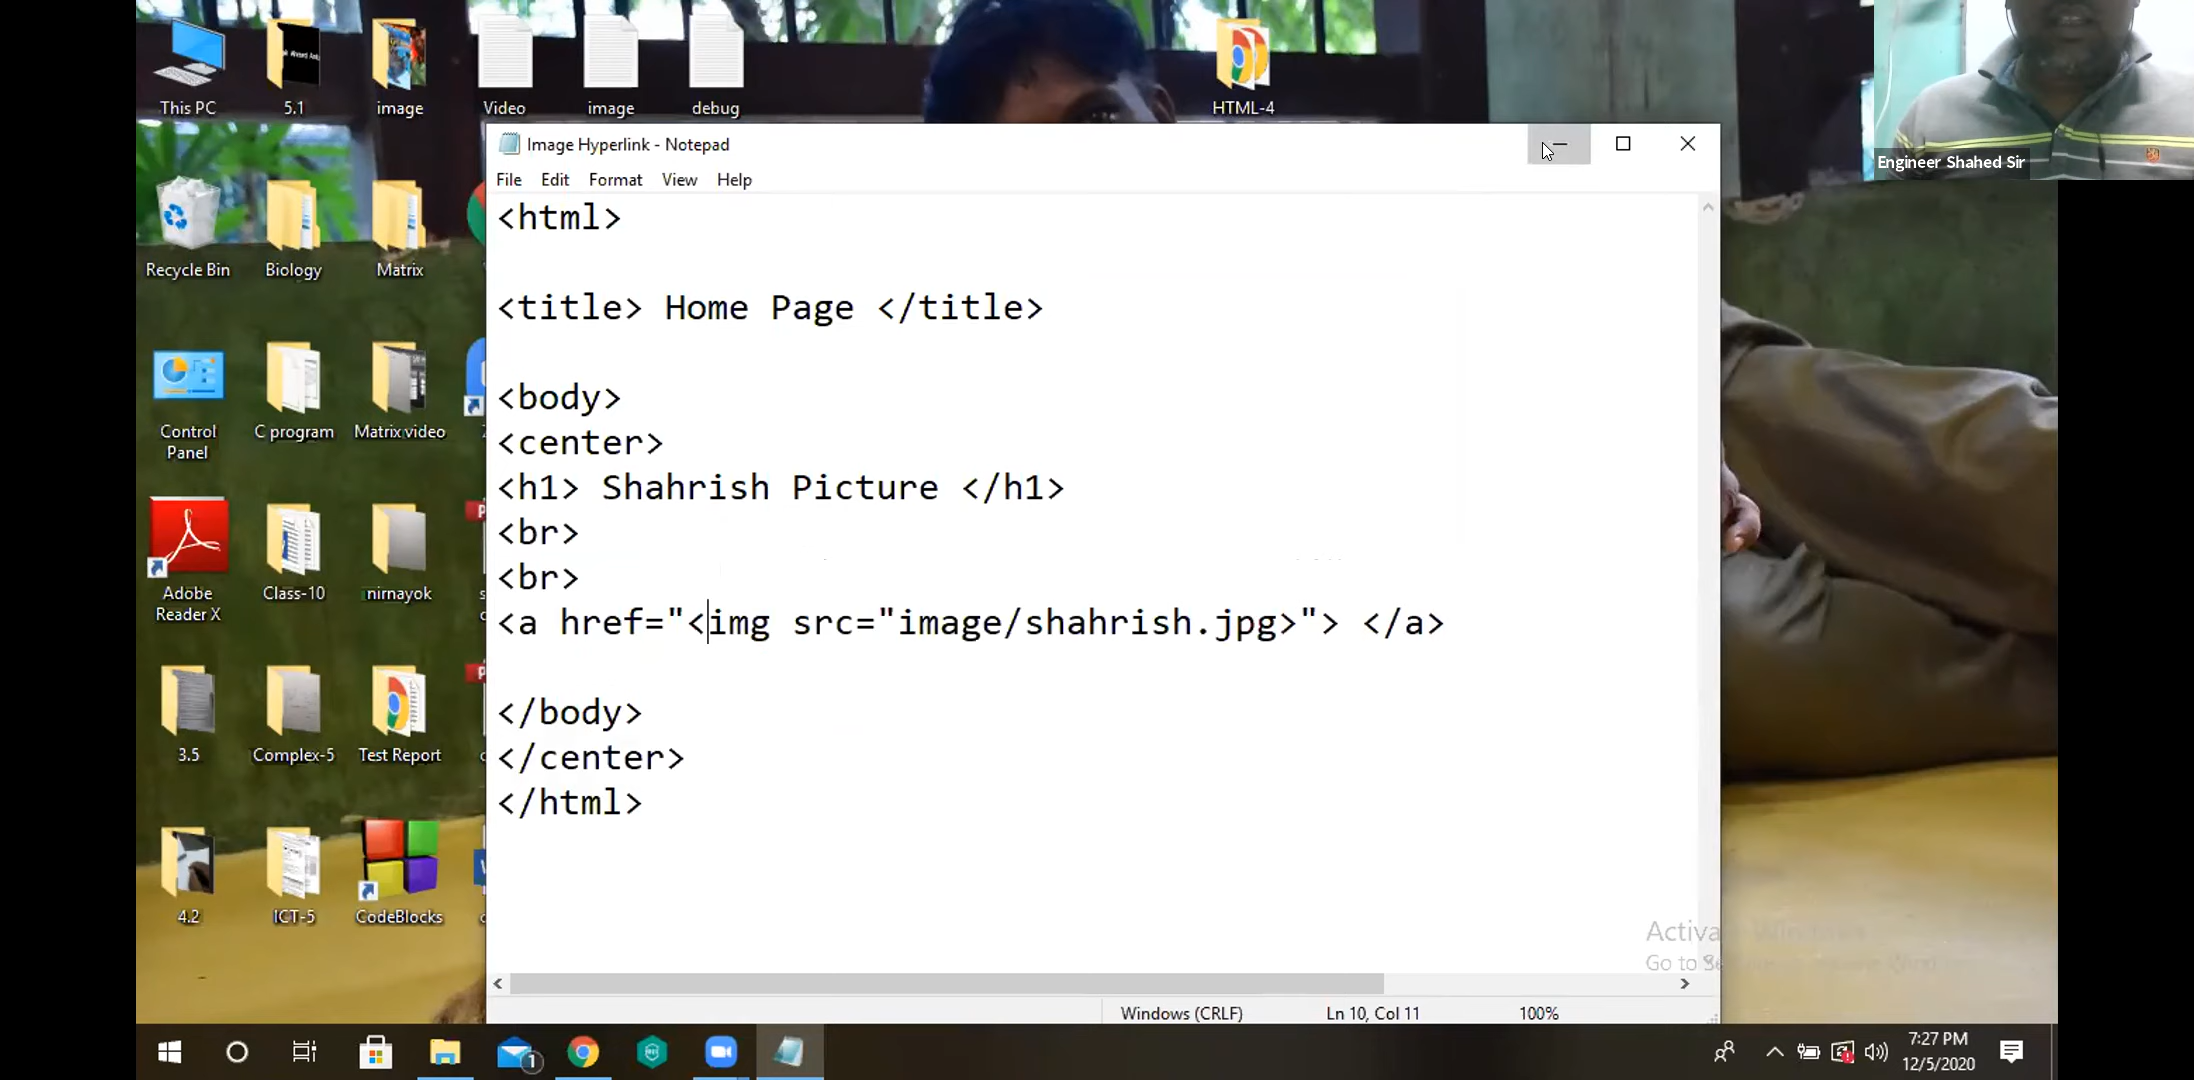 This PC
5.1
image
Video
image
debug
HTML-4
Engineer Shahed Sir
Image Hyperlink - Notepad
File Edit Format View Help
<html>
<title> Home Page </title>
<body>
<center>
<h1> Shahrish Picture </h1>
<br>
<br>
<a href="<img src="image/shahrish.jpg>"> </a>
</body>
</center>
</html>
Recycle Bin
Biology
Matrix
Control
Panel
C program
Matrix video
Adobe
Reader X
Class-10
nirnayok
3.5
Complex-5
Test Report
4.2
ICT-5
CodeBlocks
Go to
Windows (CRLF)
Ln 10, Col 11
100%
1
7:27 PM
12/5/2020